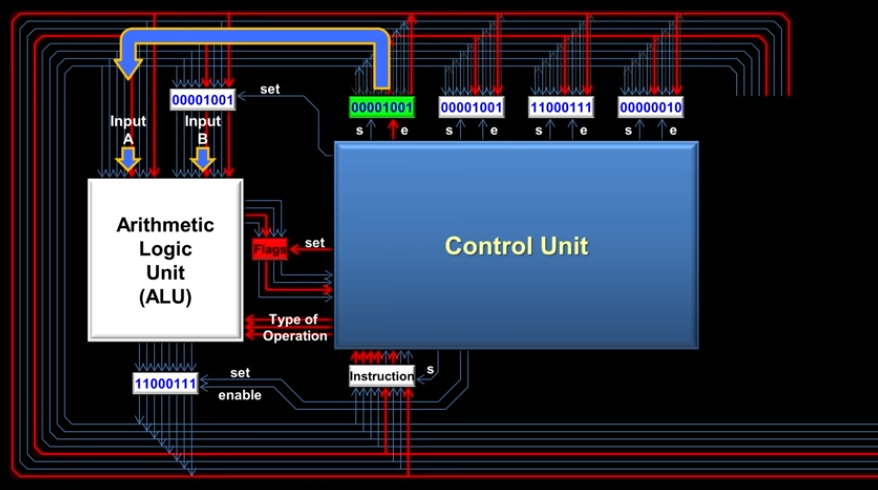 00001001
set
00001001
00001001
11000111
00000010
Input
A
Input
B
s
e
s
e
s
e
s
e
Arithmetic
Logic
Unit
(ALU)
Flags
set
Control Unit
Type of
Operation
11000111
set
enable
Instruction
s